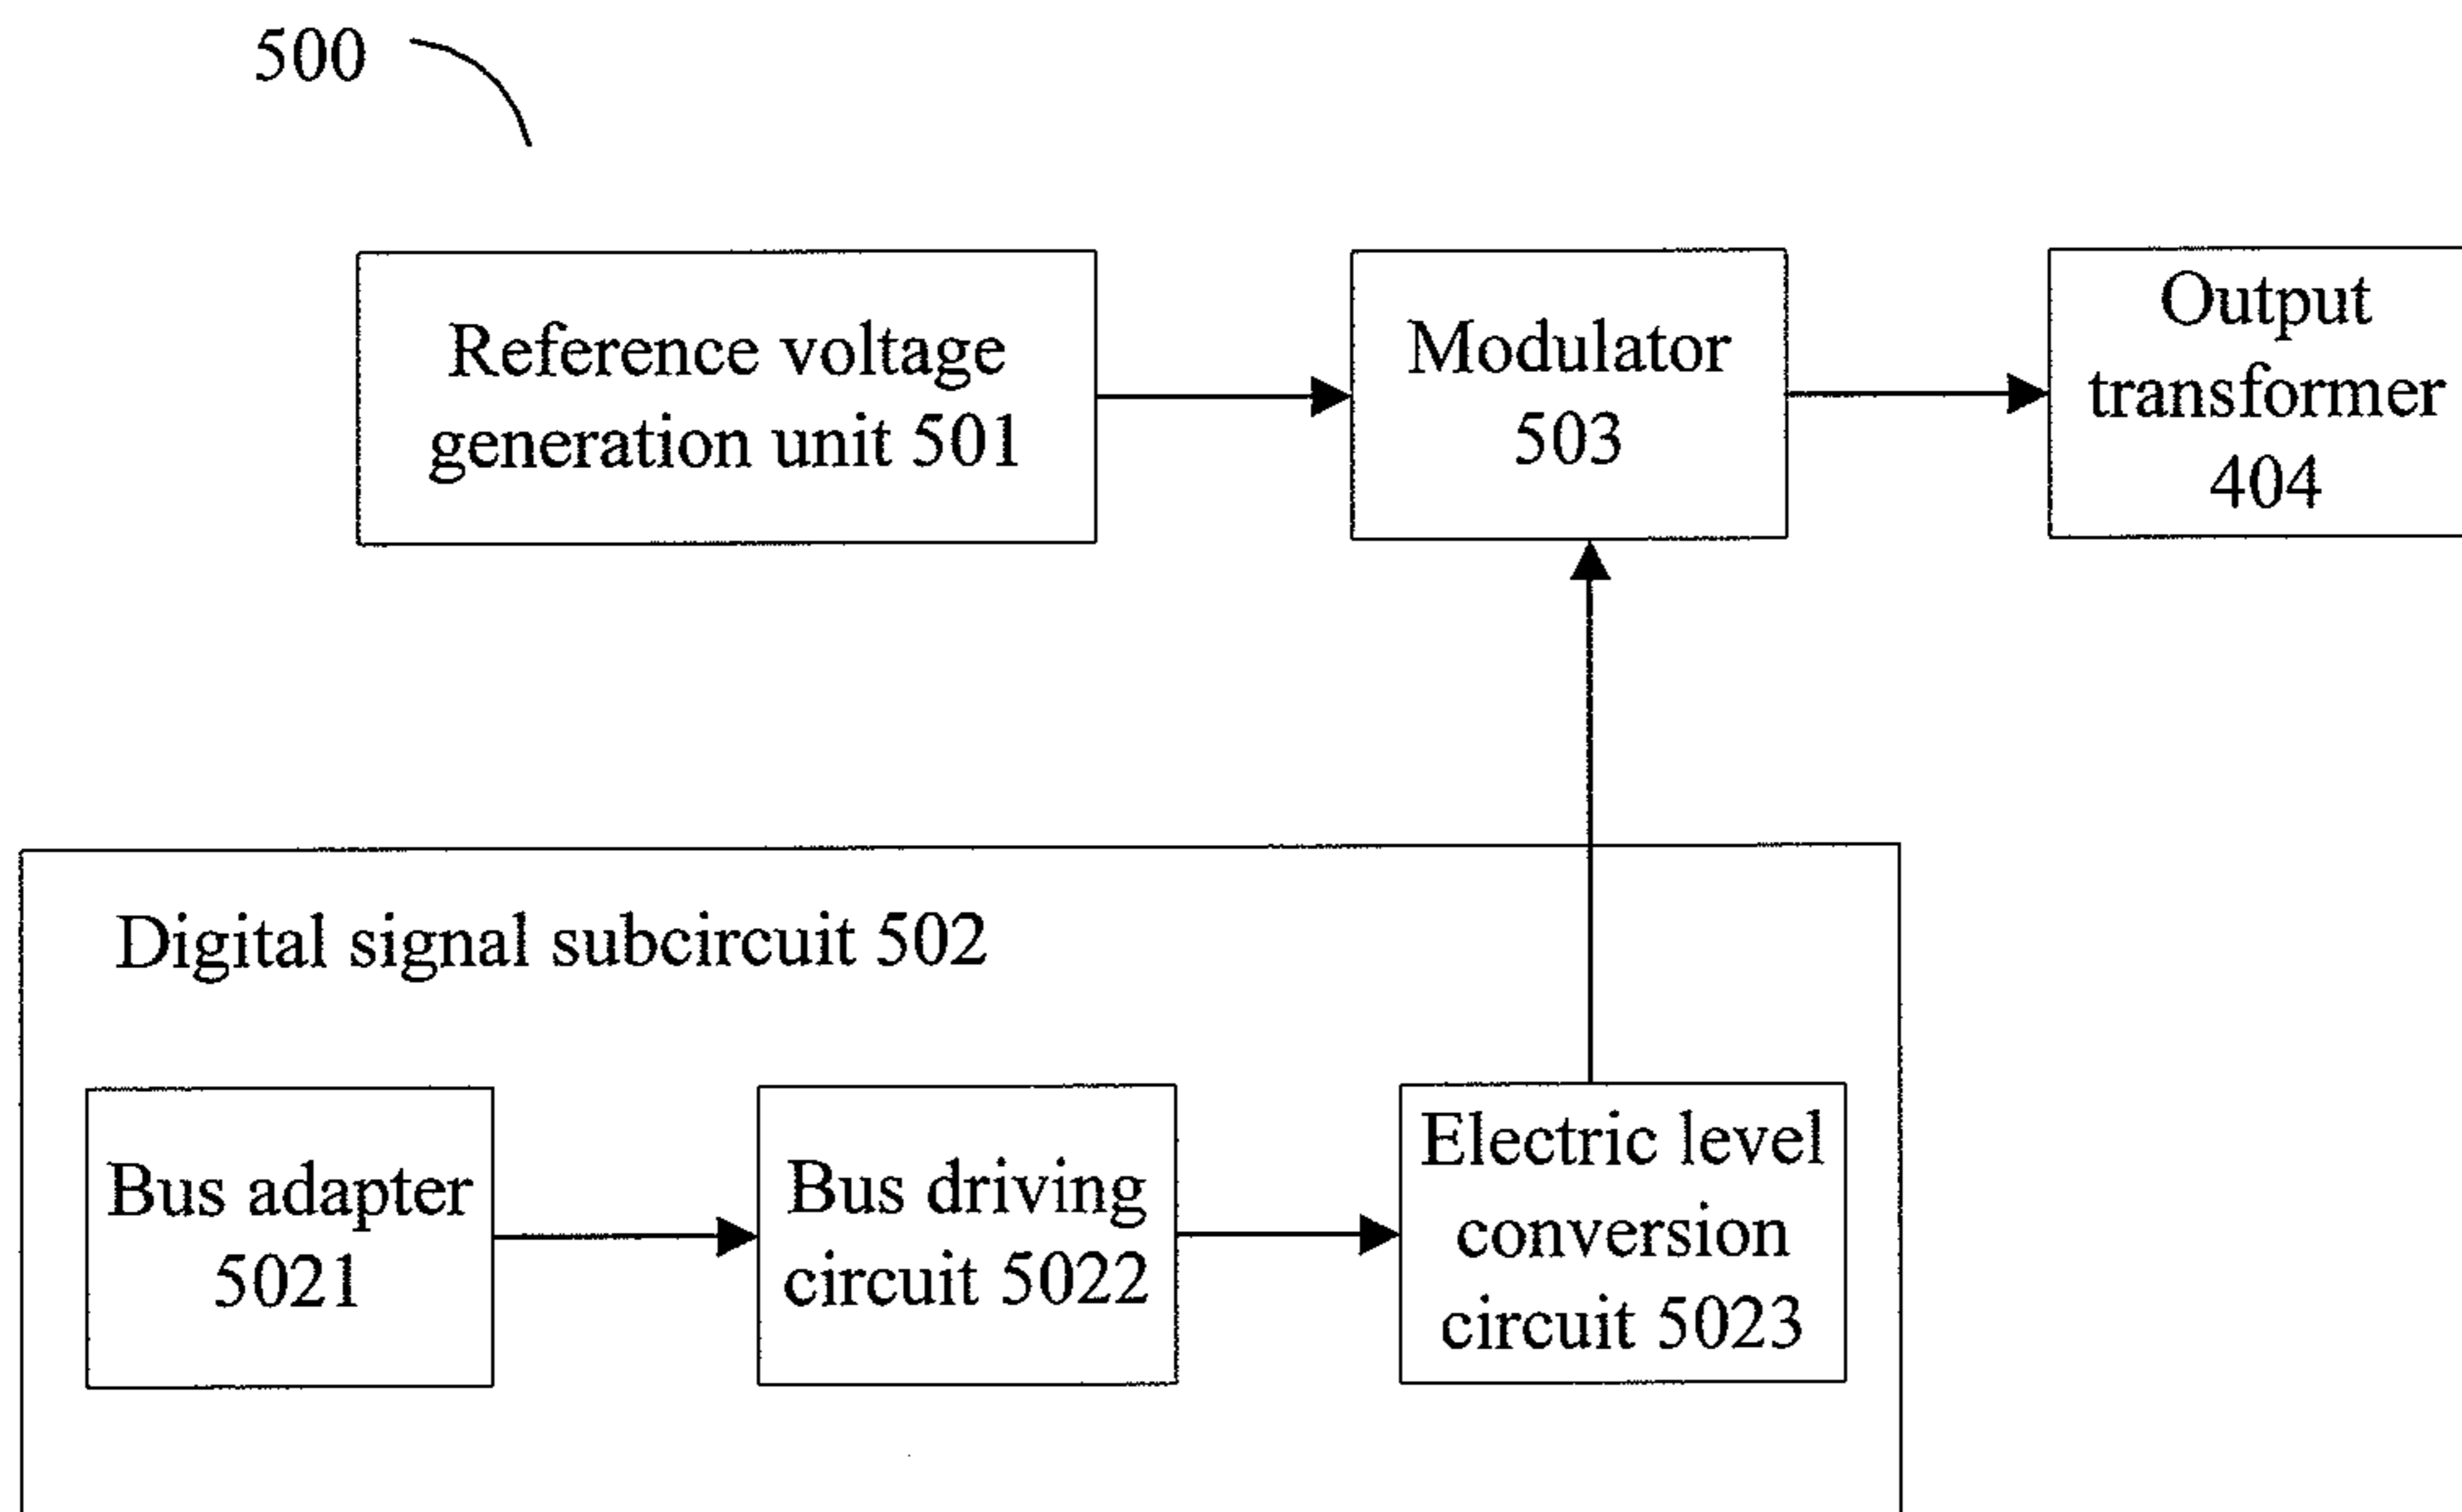 500
Reference voltage
generation unit 501
Modulator
503
Output
transformer
404
Digital signal subcircuit 502
Bus adapter
5021
Bus driving
circuit 5022
Electric level
conversion
circuit 5023